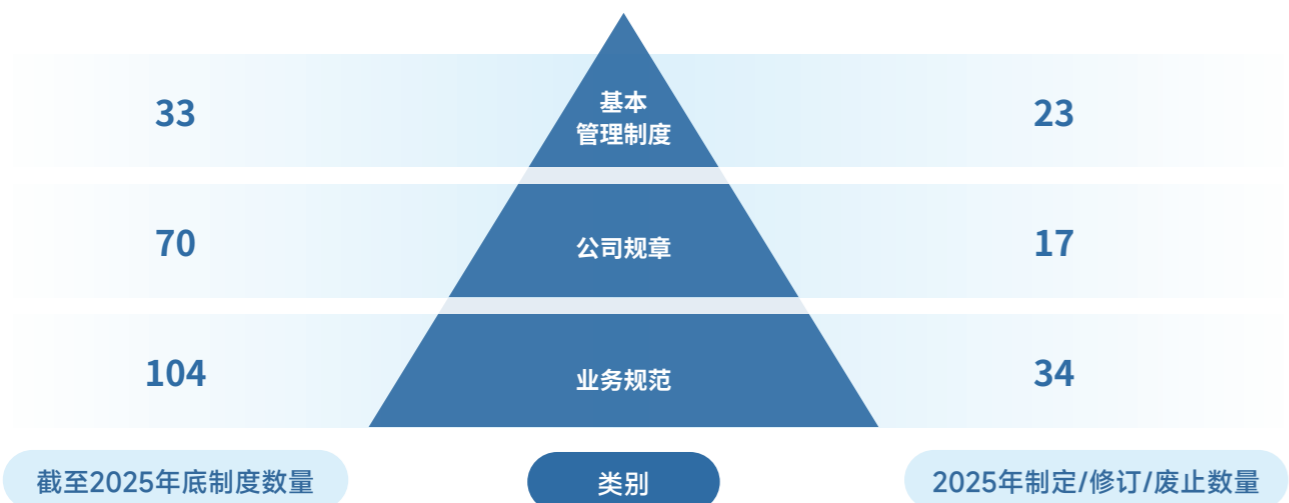 33
基本
管理制度
23
70
公司规章
17
104
业务规范
34
截至2025年底制度数量
类别
2025年制定/修订/废止数量